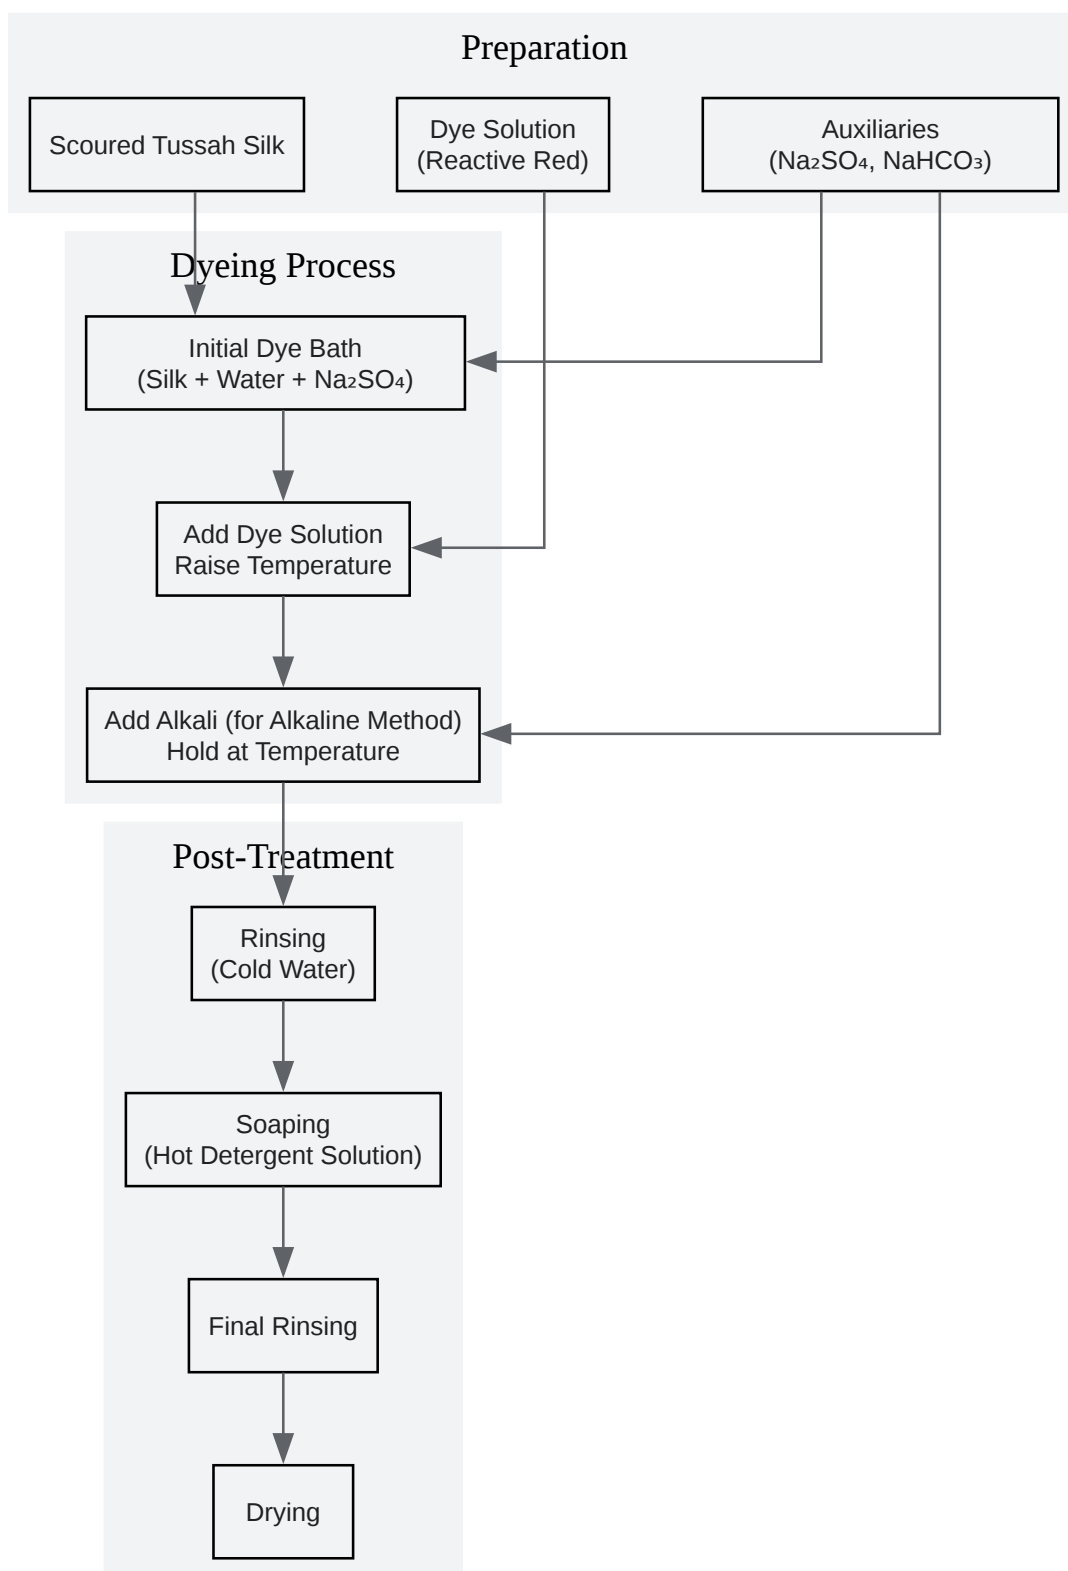 Preparation
Scoured Tussah Silk
Dye Solution
(Reactive Red)
Auxiliaries
(Na₂SO₄, NaHCO₃)
Dyeing Process
Initial Dye Bath
(Silk + Water + Na₂SO₄)
Add Dye Solution
Raise Temperature
Add Alkali (for Alkaline Method)
Hold at Temperature
Post-Treatment
Rinsing
(Cold Water)
Soaping
(Hot Detergent Solution)
Final Rinsing
Drying